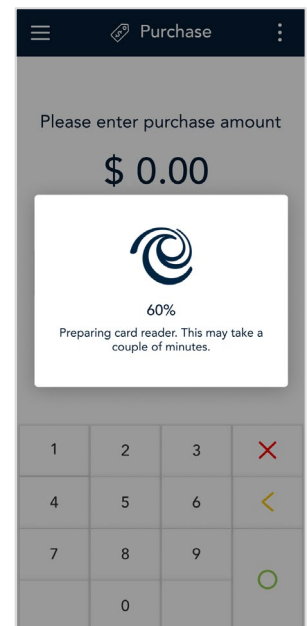 Purchase
Please enter purchase amount
$ 0.00
60%
Preparing card reader. This may take a
couple of minutes.
1 2 3
4 5 6
7 8 9
0